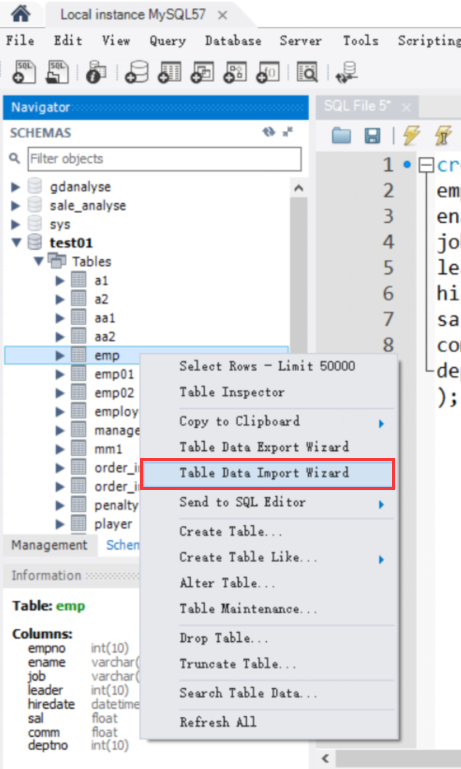 Local instance MySQL57 ×
File Edit View Query Database Server Tools Scripting
Navigator
SCHEMAS
Filter objects
gdanalyse
sale_analyse
sys
test01
Tables
a1
a2
aa1
aa2
emp
emp01
emp02
employ
manage
mm1
order_i
order_i
penalty
player
Management Schen
Information
Table: emp
Columns:
empno int(10)
ename varchar(
job varchar(
leader int(10)
hiredate datetime
sal float
comm float
deptno int(10)
Select Rows - Limit 50000
Table Inspector
Copy to Clipboard
Table Data Export Wizard
Table Data Import Wizard
Send to SQL Editor
Create Table...
Create Table Like...
Alter Table...
Table Maintenance...
Drop Table...
Truncate Table...
Search Table Data...
Refresh All
SQL File 5* ×
1 cr
2 em
3 en
4 jo
5 le
6 hi
7 sa
8 co
de
);